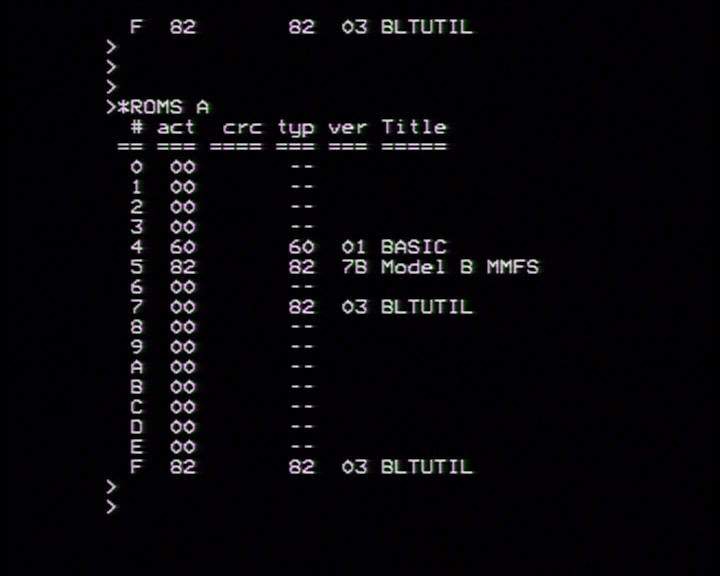 F 82 82 03 BLTUTIL
>
>
>
>*ROMS A
# act crc typ ver Title
== === ==== === === =====
0 00 --
1 00 --
2 00 --
3 00 --
4 60 60 01 BASIC
5 82 82 7B Model B MMFS
6 00 --
7 00 82 03 BLTUTIL
8 00 --
9 00 --
A 00 --
B 00 --
C 00 --
D 00 --
E 00 --
F 82 82 03 BLTUTIL
>
>